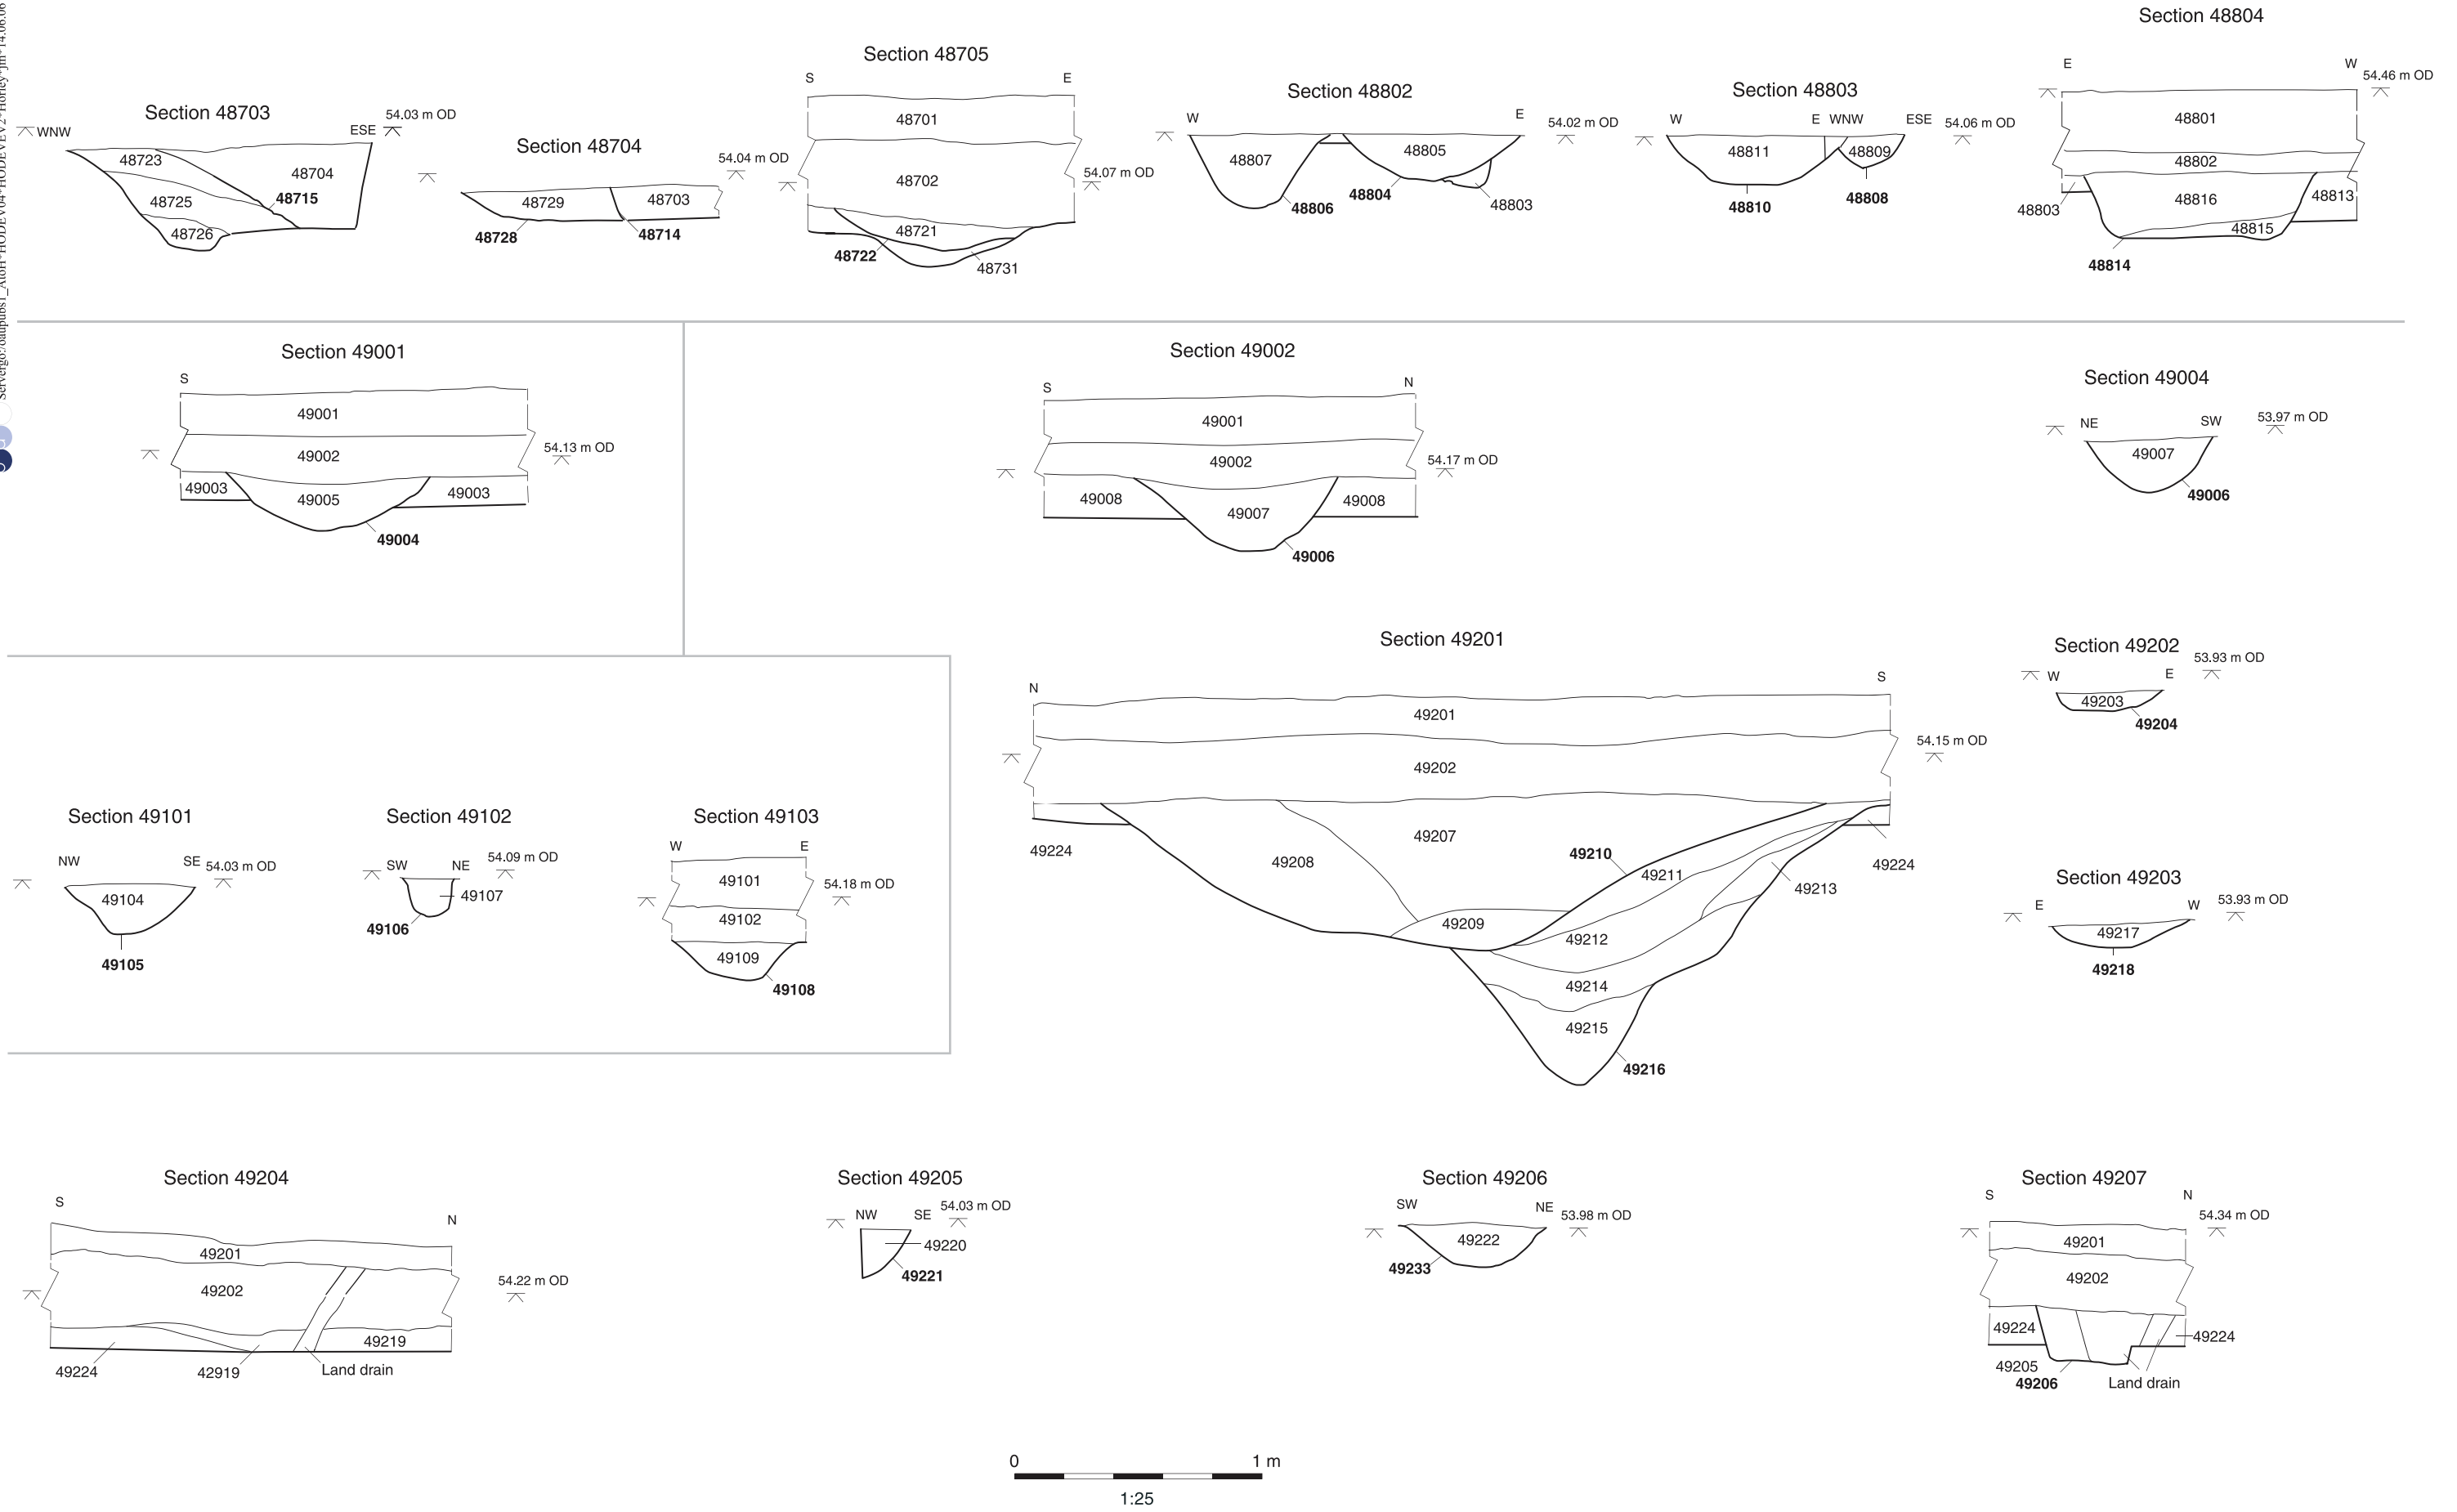 Section 48703
WNW
ESE
54.03 m OD
48723
48704
48715
48725
48726
Section 48704
54.04 m OD
48729
48703
48728
48714
Section 48705
S
E
48701
48702
54.07 m OD
48721
48722
48731
Section 48802
W
E
54.02 m OD
48807
48805
48806
48804
48803
Section 48803
W
E
WNW
ESE
54.06 m OD
48811
48809
48810
48808
Section 48804
E
W
54.46 m OD
48801
48802
48816
48813
48803
48815
48814
Section 49001
S
49001
49002
54.13 m OD
49003
49005
49003
49004
Section 49002
S
N
49001
49002
54.17 m OD
49008
49007
49008
49006
Section 49004
NE
SW
53.97 m OD
49007
49006
Section 49101
NW
SE
54.03 m OD
49104
49105
Section 49102
SW
NE
54.09 m OD
49107
49106
Section 49103
W
E
49101
54.18 m OD
49102
49109
49108
Section 49201
N
S
49201
54.15 m OD
49202
49207
49224
49208
49210
49211
49224
49213
49209
49212
49214
49215
49216
Section 49202
W
E
53.93 m OD
49203
49204
Section 49203
E
W
53.93 m OD
49217
49218
Section 49204
S
N
49201
49202
54.22 m OD
49219
49224
42919
Land drain
Section 49205
NW
SE
54.03 m OD
49220
49221
Section 49206
SW
NE
53.98 m OD
49222
49233
Section 49207
S
N
54.34 m OD
49201
49202
49224
49224
49205
49206
Land drain
0
1 m
1:25